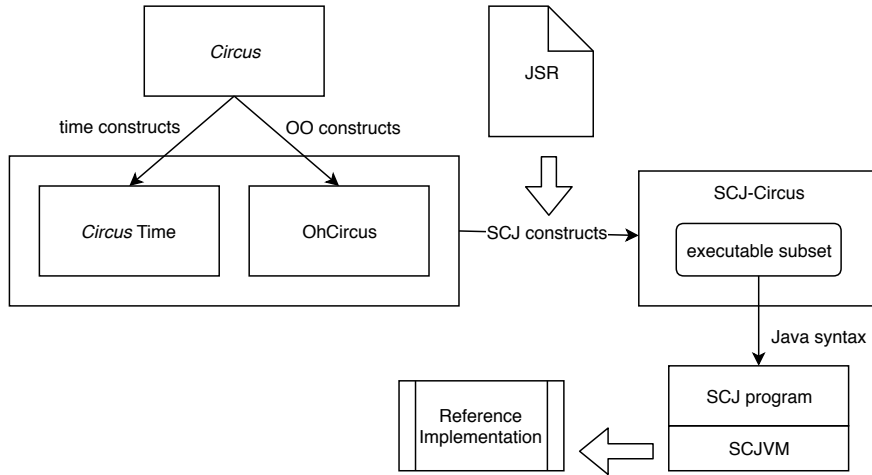 Circus
JSR
time constructs
OO constructs
Circus Time
OhCircus
SCJ constructs
SCJ-Circus
executable subset
Java syntax
SCJ program
SCJVM
Reference
Implementation